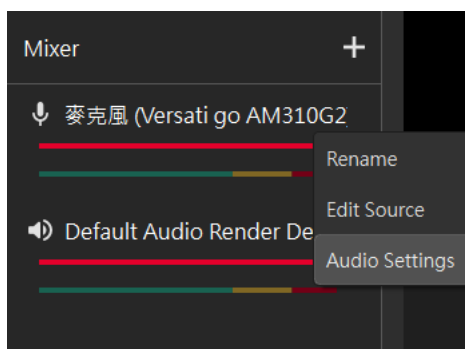 Mixer +
麥克風 (Versati go AM310G2)
Rename
Edit Source
Default Audio Render De
Audio Settings